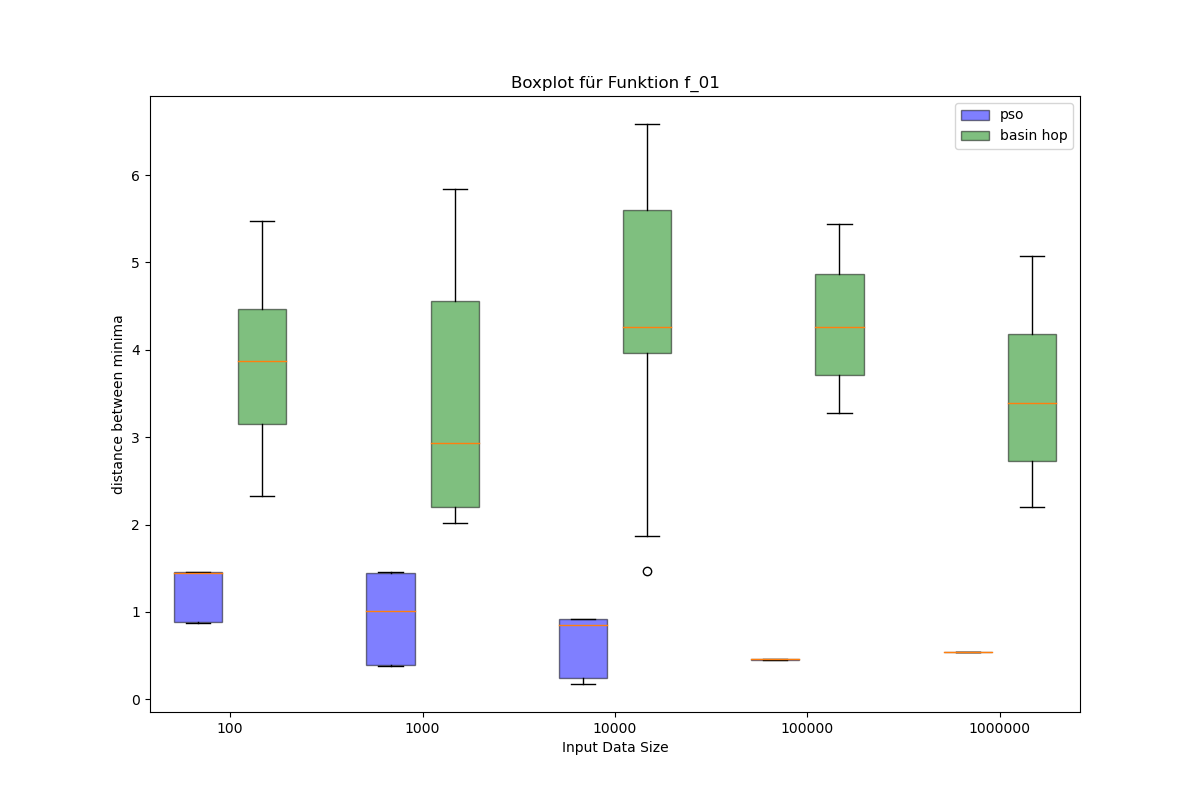 Boxplot für Funktion f_01
pso
basin hop
distance between minima
6
5
4
3
2
1
0
100
1000
10000
100000
1000000
Input Data Size